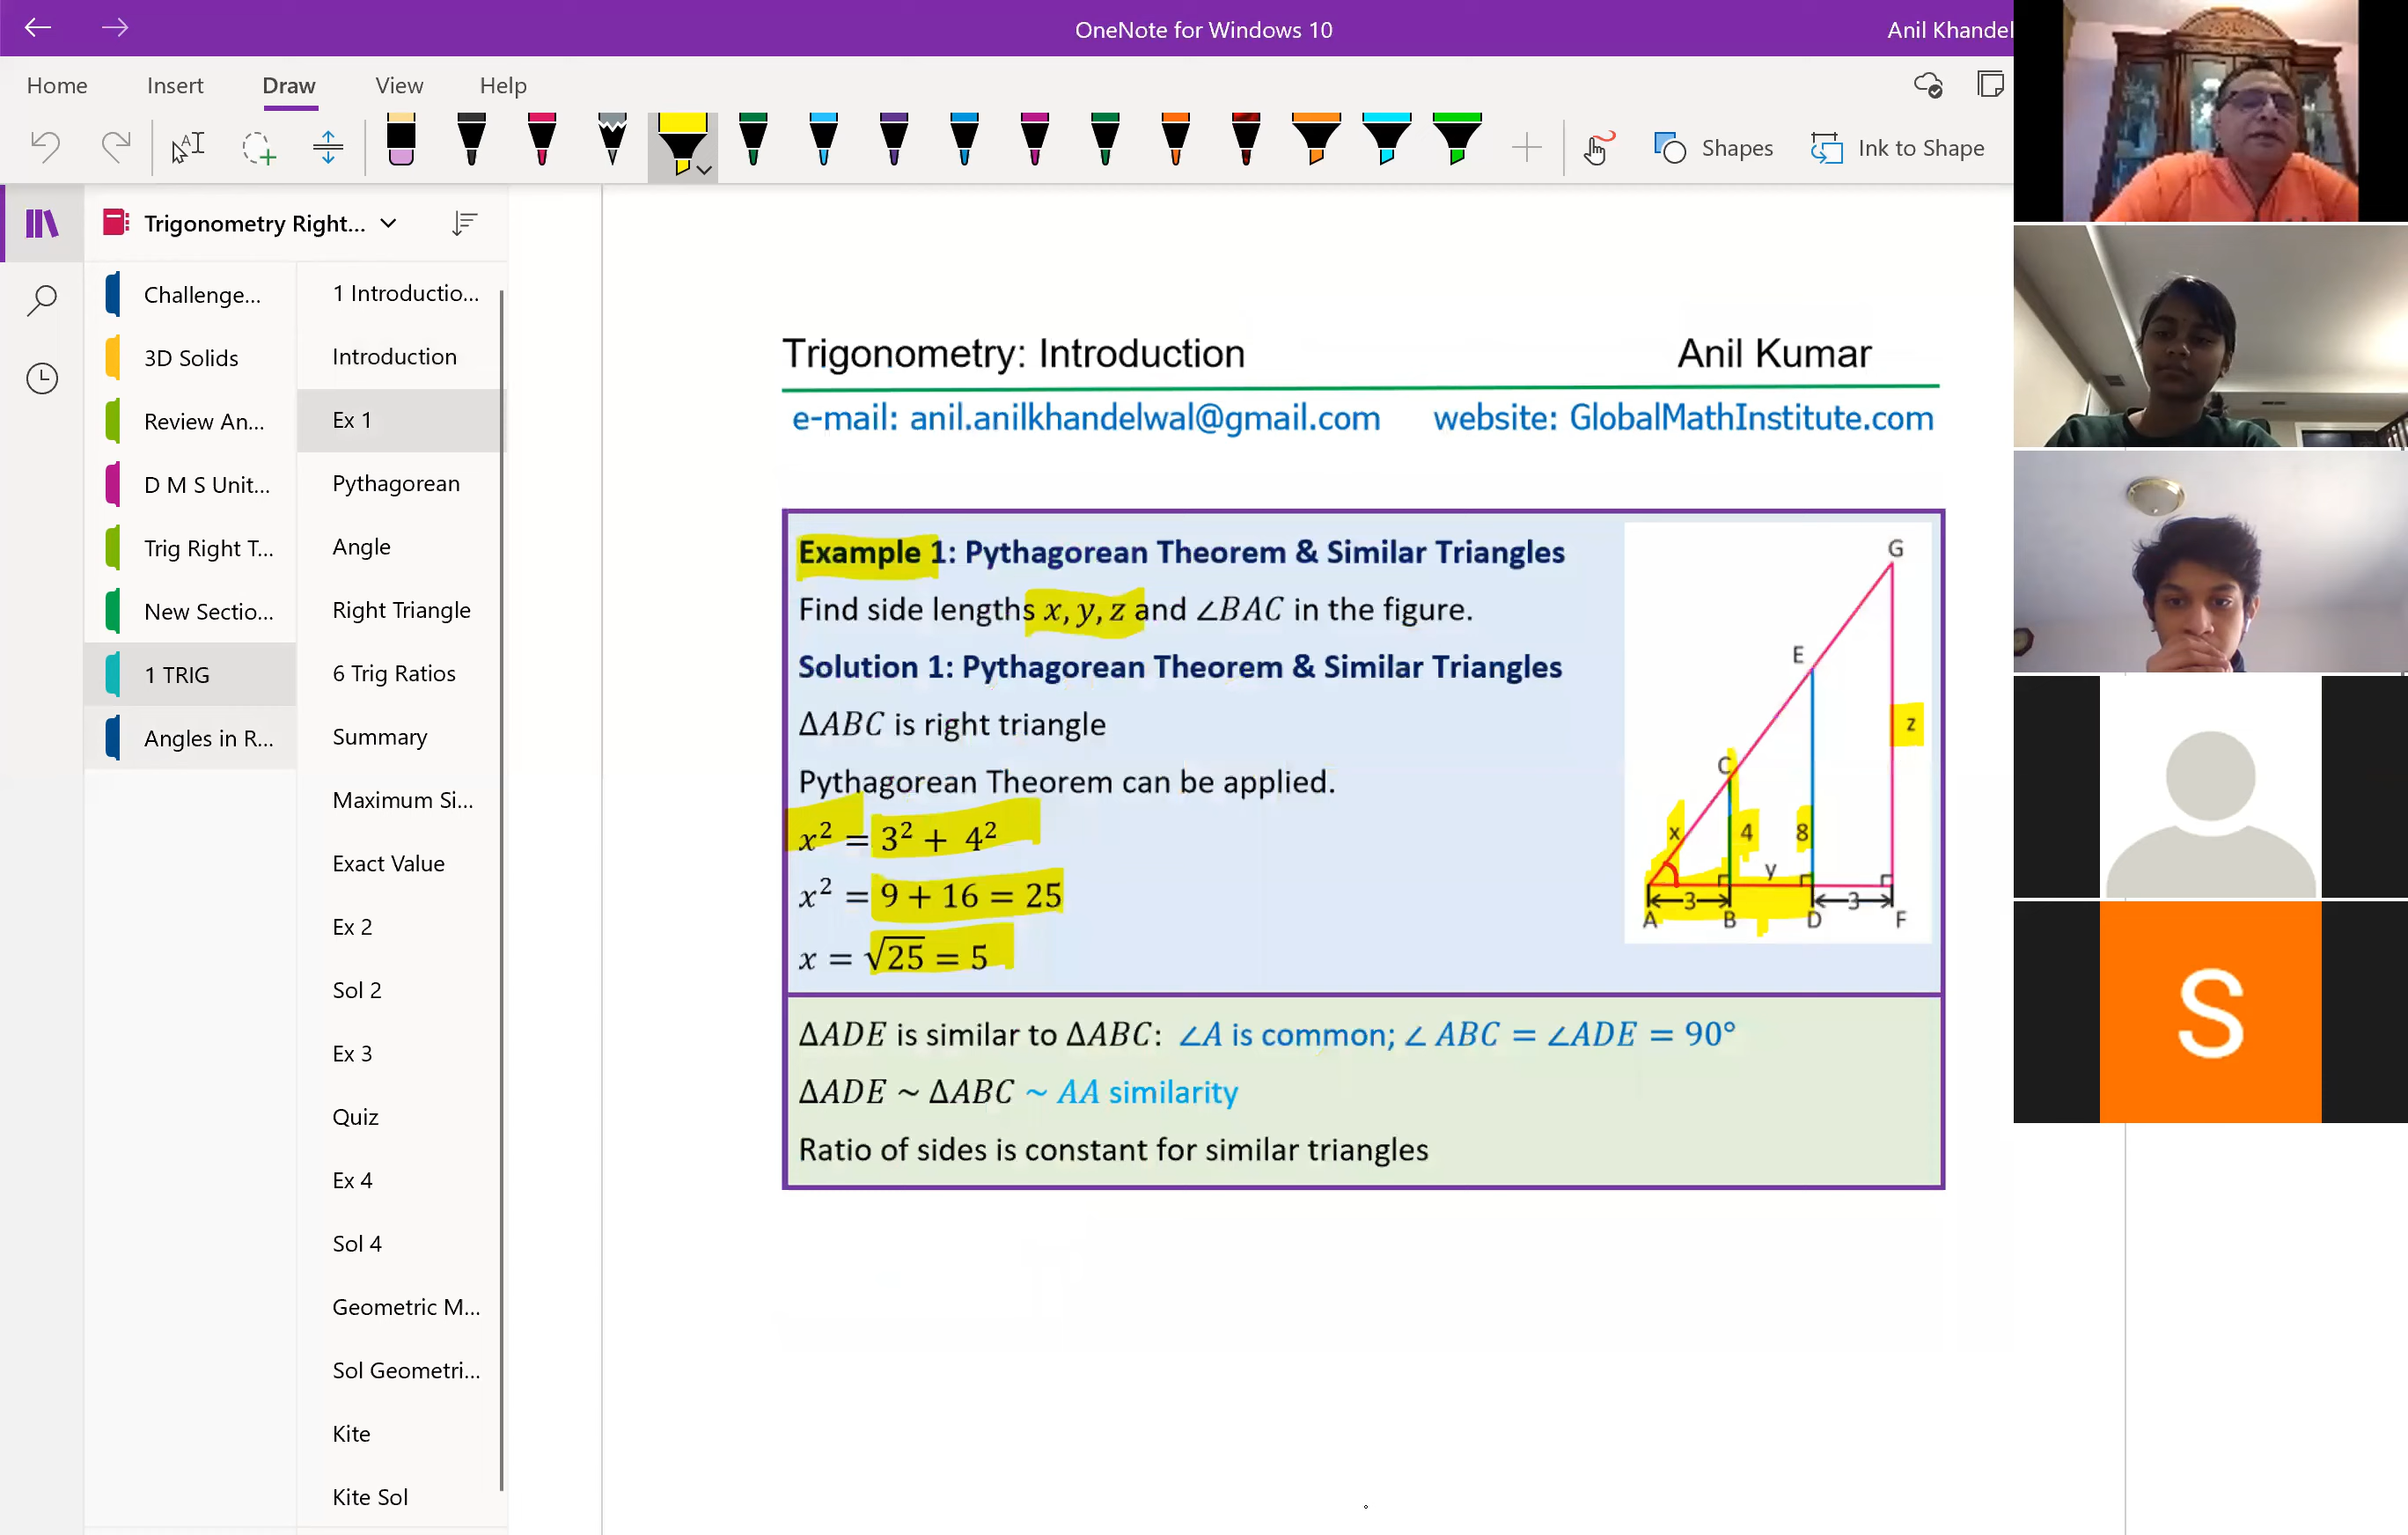 OneNote for Windows 10
Anil Khandel
Home Insert Draw View Help
Shapes Ink to Shape
Trigonometry Right...
Challenge...
3D Solids
Review An...
D M S Unit...
Trig Right T...
New Sectio...
1 TRIG
Angles in R...
1 Introductio...
Introduction
Ex 1
Pythagorean
Angle
Right Triangle
6 Trig Ratios
Summary
Maximum Si...
Exact Value
Ex 2
Sol 2
Ex 3
Quiz
Ex 4
Sol 4
Geometric M...
Sol Geometri...
Kite
Kite Sol
Trigonometry: Introduction Anil Kumar
e-mail: anil.anilkhandelwal@gmail.com website: GlobalMathInstitute.com
Example 1: Pythagorean Theorem & Similar Triangles
Find side lengths x, y, z and ∠BAC in the figure.
Solution 1: Pythagorean Theorem & Similar Triangles
ΔABC is right triangle
Pythagorean Theorem can be applied.
x² = 3² + 4²
x² = 9 + 16 = 25
x = √25 = 5
G
E
z
C
x 4 8
y
3 3
A B D F
ΔADE is similar to ΔABC: ∠A is common; ∠ ABC = ∠ADE = 90°
ΔADE ~ ΔABC ~ AA similarity
Ratio of sides is constant for similar triangles
S